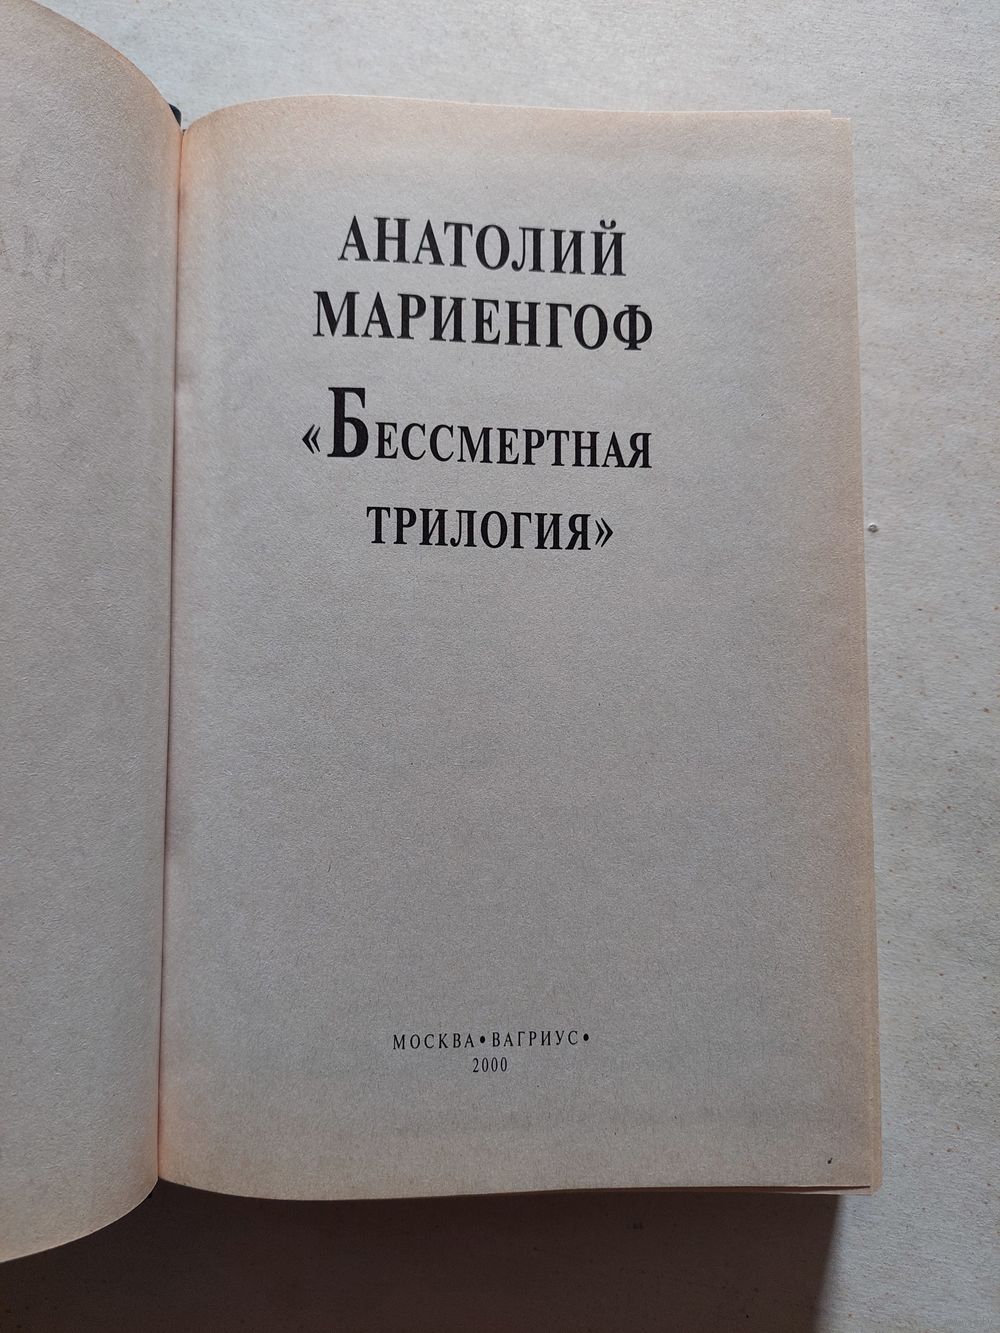 АНАТОЛИЙ
МАРИЕНГОФ
«БЕССМЕРТНАЯ
ТРИЛОГИЯ»
МОСКВА•ВАГРИУС•
2000